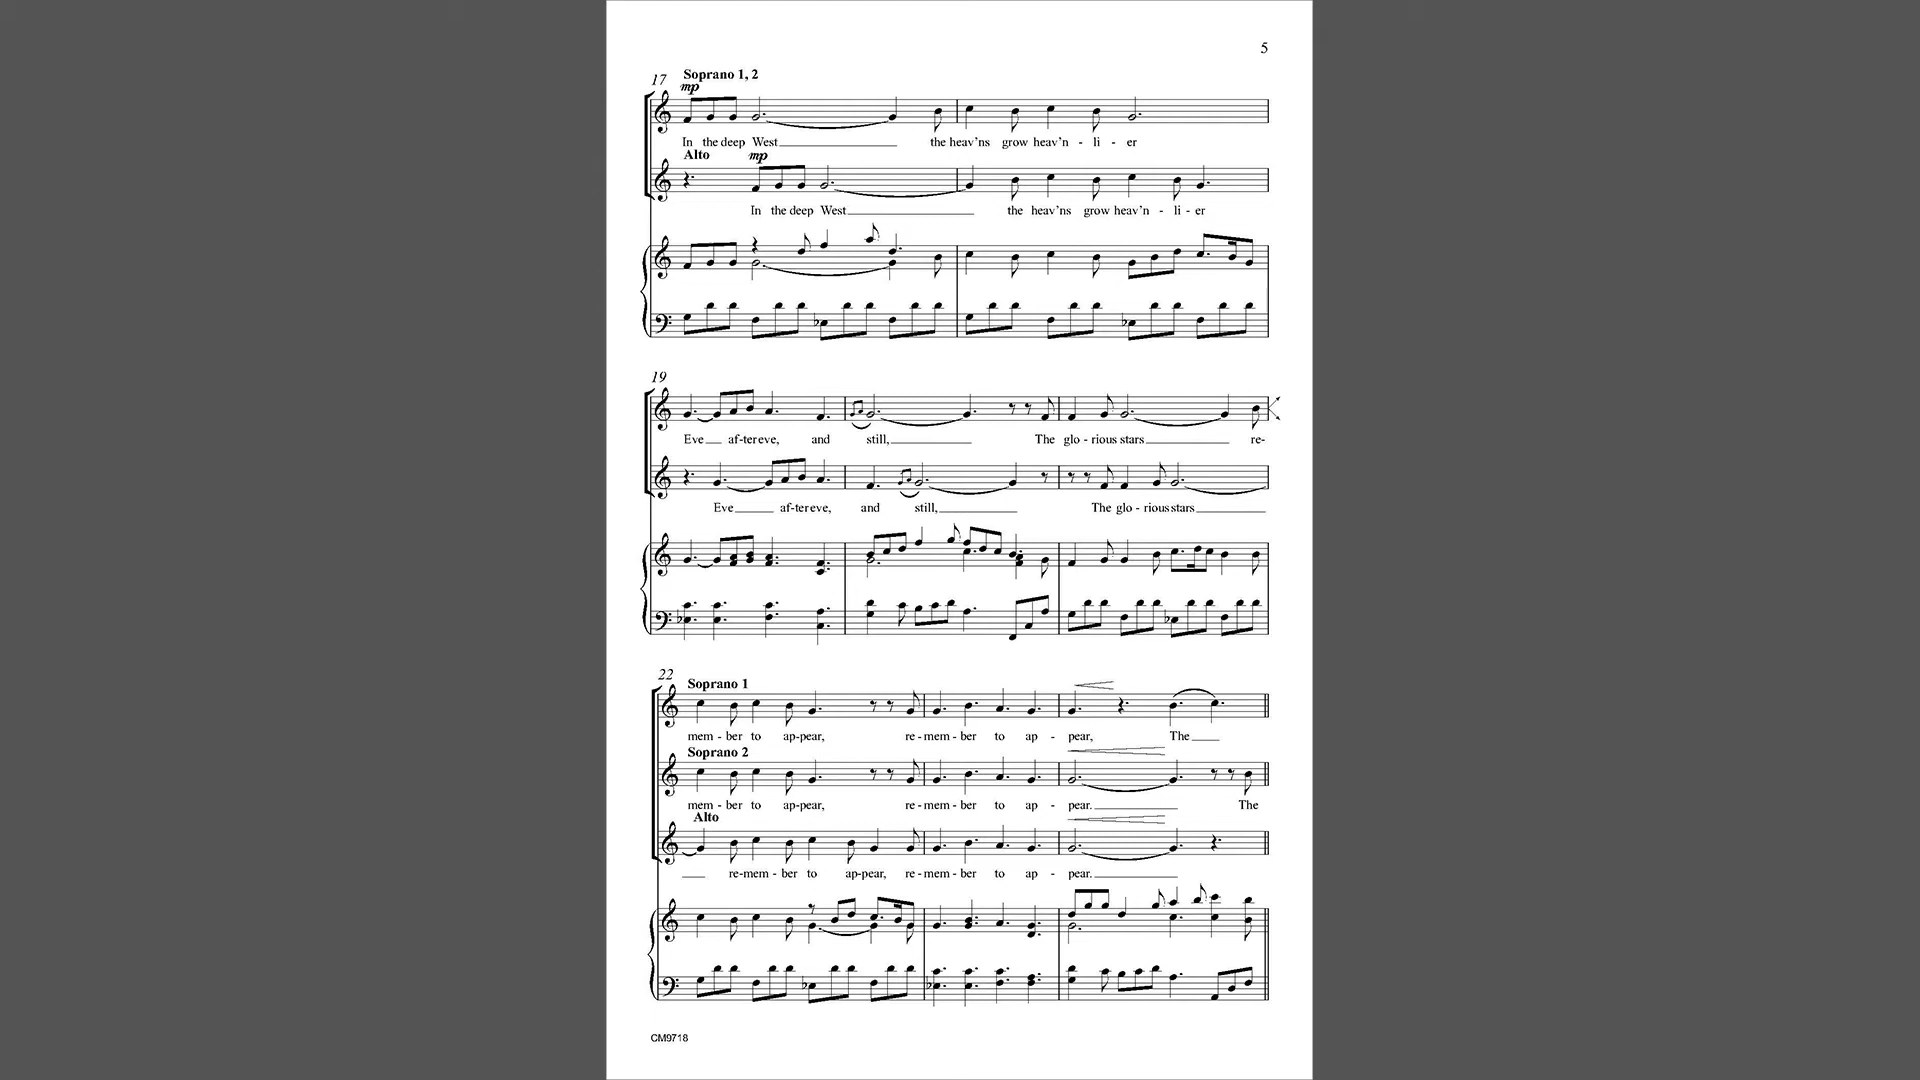 5
17 Soprano 1, 2
mp
In the deep West the heav'ns grow heav'n - li - er
Alto mp
In the deep West the heav'ns grow heav'n - li - er
19
Eve af-ter eve, and still, The glo - rious stars re-
Eve af-ter eve, and still, The glo - rious stars
22 Soprano 1
mem - ber to ap-pear, re - mem - ber to ap - pear, The
Soprano 2
mem - ber to ap-pear, re - mem - ber to ap - pear. The
Alto
re-mem - ber to ap-pear, re - mem - ber to ap - pear.
CM9718